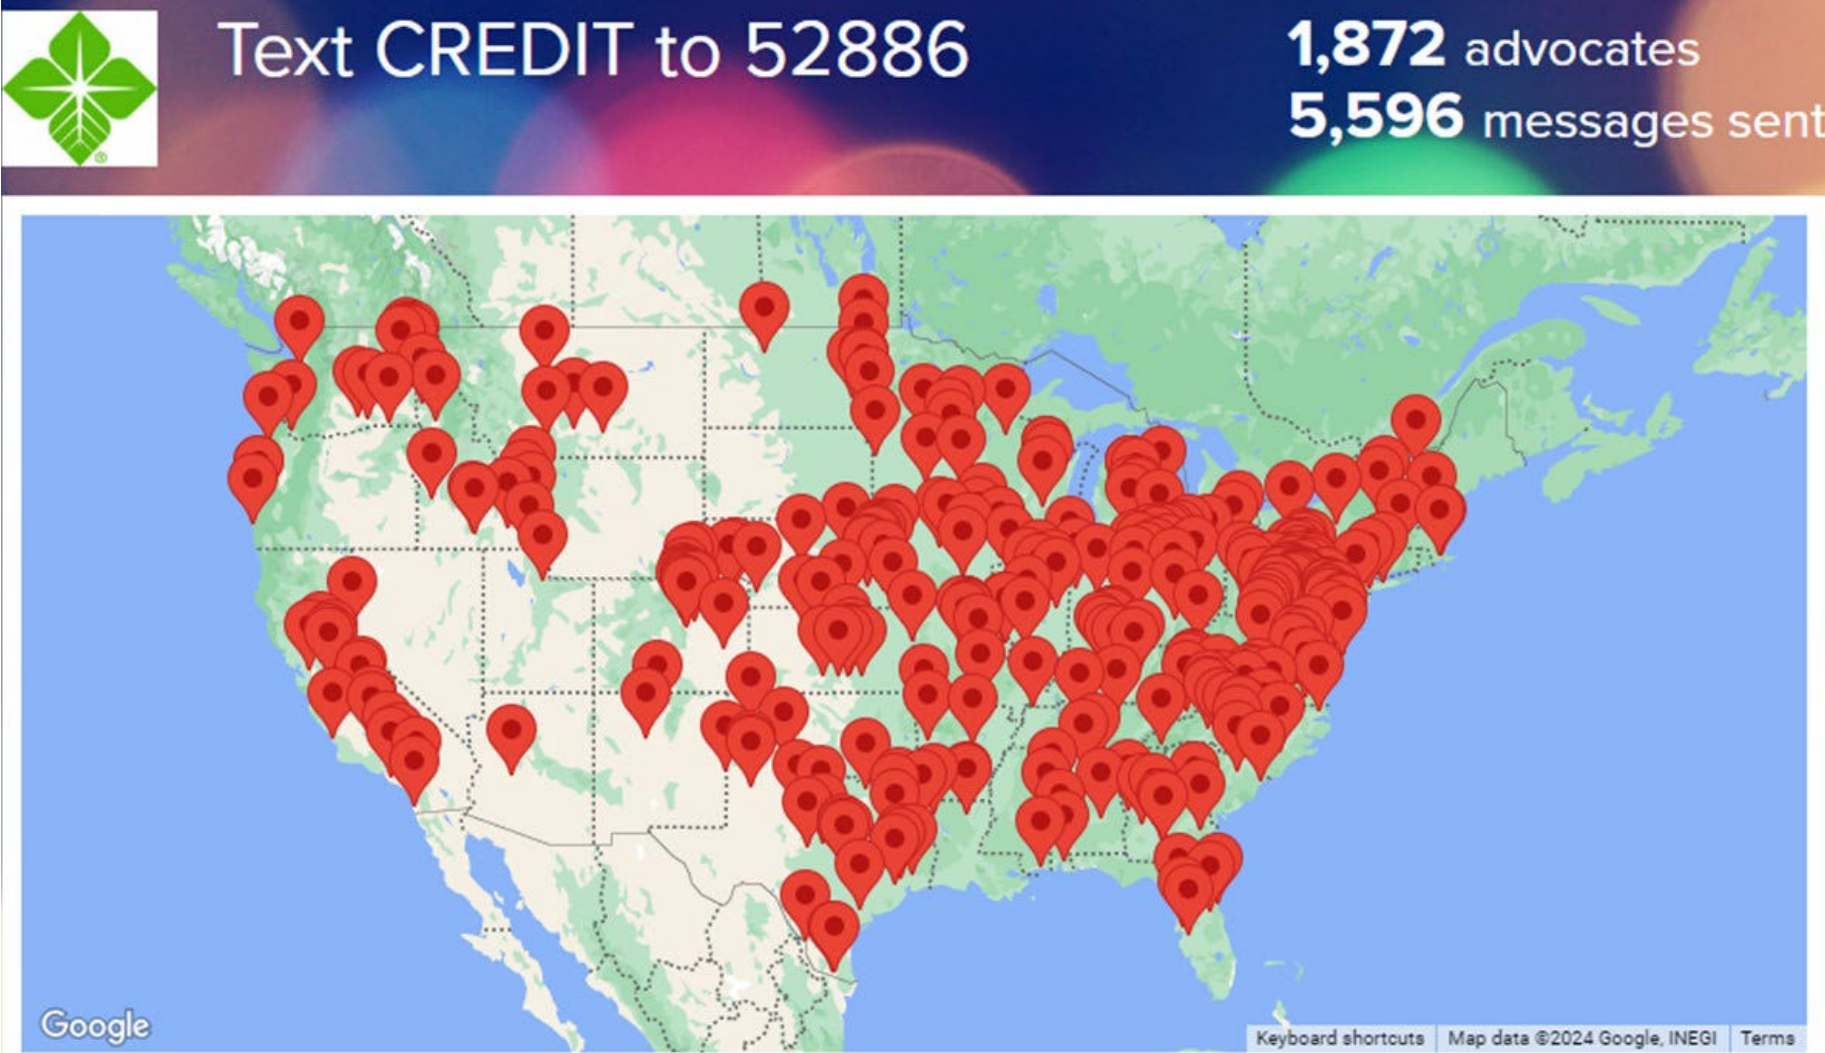 Text CREDIT to 52886
1,872 advocates
5,596 messages sent
®
Google
Keyboard shortcuts
Map data ©2024 Google, INEGI
Terms